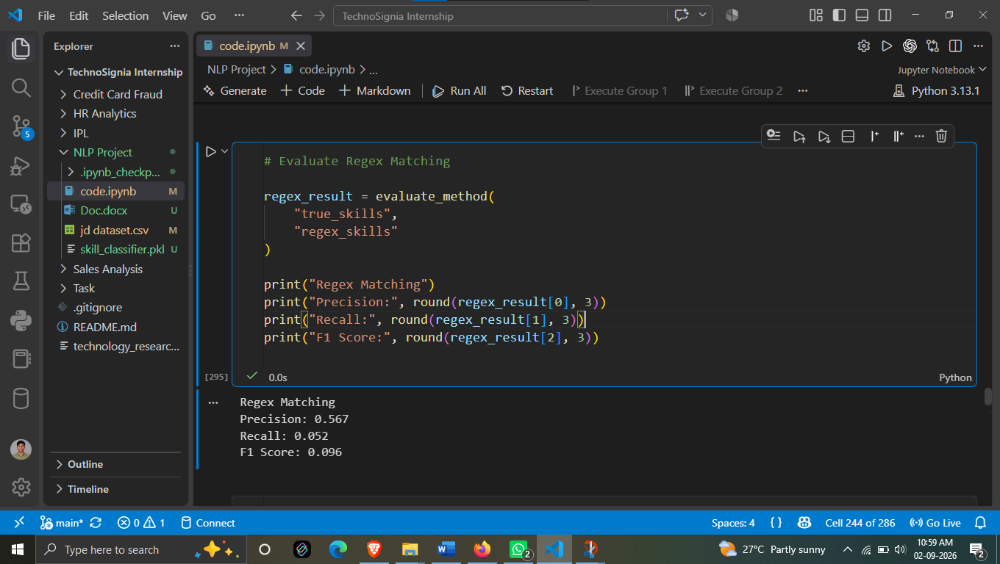 File Edit Selection View Go ···
TechnoSignia Internship
Explorer ···
TechnoSignia Internship
Credit Card Fraud
HR Analytics
IPL
NLP Project
.ipynb_checkp...
code.ipynb M
Doc.docx U
jd dataset.csv M
skill_classifier.pkl U
Sales Analysis
Task
.gitignore
README.md
technology_researc...
Outline
Timeline
5
code.ipynb M
NLP Project > code.ipynb > ...
Jupyter Notebook
Generate + Code + Markdown Run All Restart Execute Group 1 Execute Group 2 ···
Python 3.13.1
# Evaluate Regex Matching
regex_result = evaluate_method(
    "true_skills",
    "regex_skills"
)
print("Regex Matching")
print("Precision:", round(regex_result[0], 3))
print("Recall:", round(regex_result[1], 3))
print("F1 Score:", round(regex_result[2], 3))
[295] 0.0s Python
Regex Matching
Precision: 0.567
Recall: 0.052
F1 Score: 0.096
main* 0 1 Connect
Spaces: 4 { } Cell 244 of 286 Go Live
Type here to search
2
27°C Partly sunny
10:59 AM
02-09-2026
2